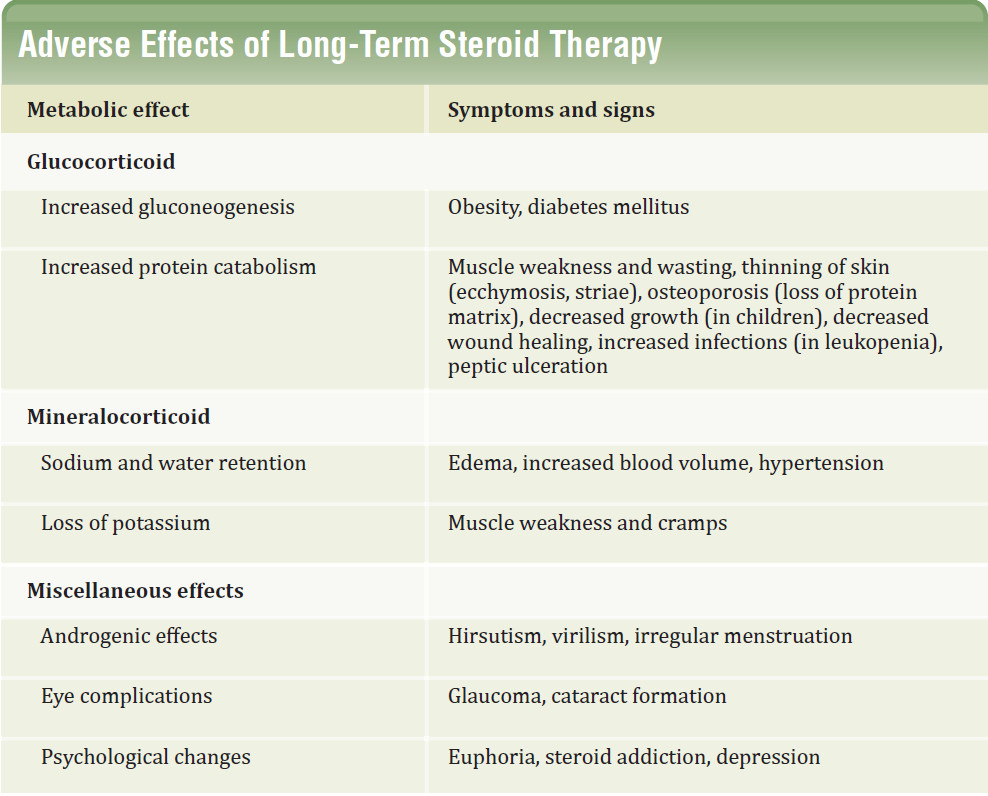 Adverse Effects of Long-Term Steroid Therapy
Metabolic effect
Symptoms and signs
Glucocorticoid
Increased gluconeogenesis
Obesity, diabetes mellitus
Increased protein catabolism
Muscle weakness and wasting, thinning of skin
(ecchymosis, striae), osteoporosis (loss of protein
matrix), decreased growth (in children), decreased
wound healing, increased infections (in leukopenia),
peptic ulceration
Mineralocorticoid
Sodium and water retention
Edema, increased blood volume, hypertension
Loss of potassium
Muscle weakness and cramps
Miscellaneous effects
Androgenic effects
Hirsutism, virilism, irregular menstruation
Eye complications
Glaucoma, cataract formation
Psychological changes
Euphoria, steroid addiction, depression